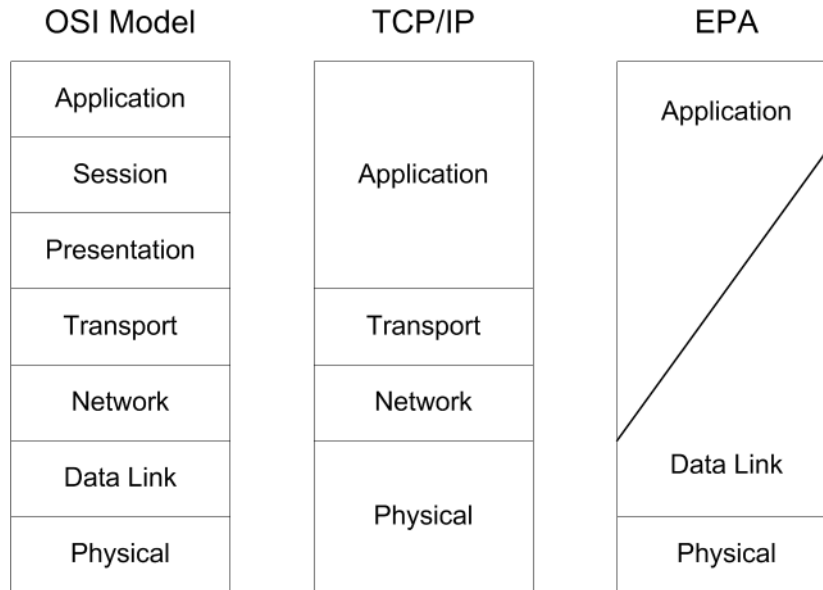 OSI Model
TCP/IP
EPA
Application
Session
Presentation
Transport
Network
Data Link
Physical
Application
Transport
Network
Physical
Application
Data Link
Physical